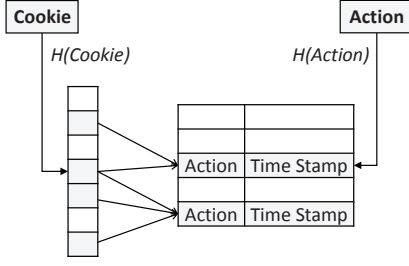 Cookie
Action
H(Cookie)
H(Action)
Action Time Stamp
Action Time Stamp